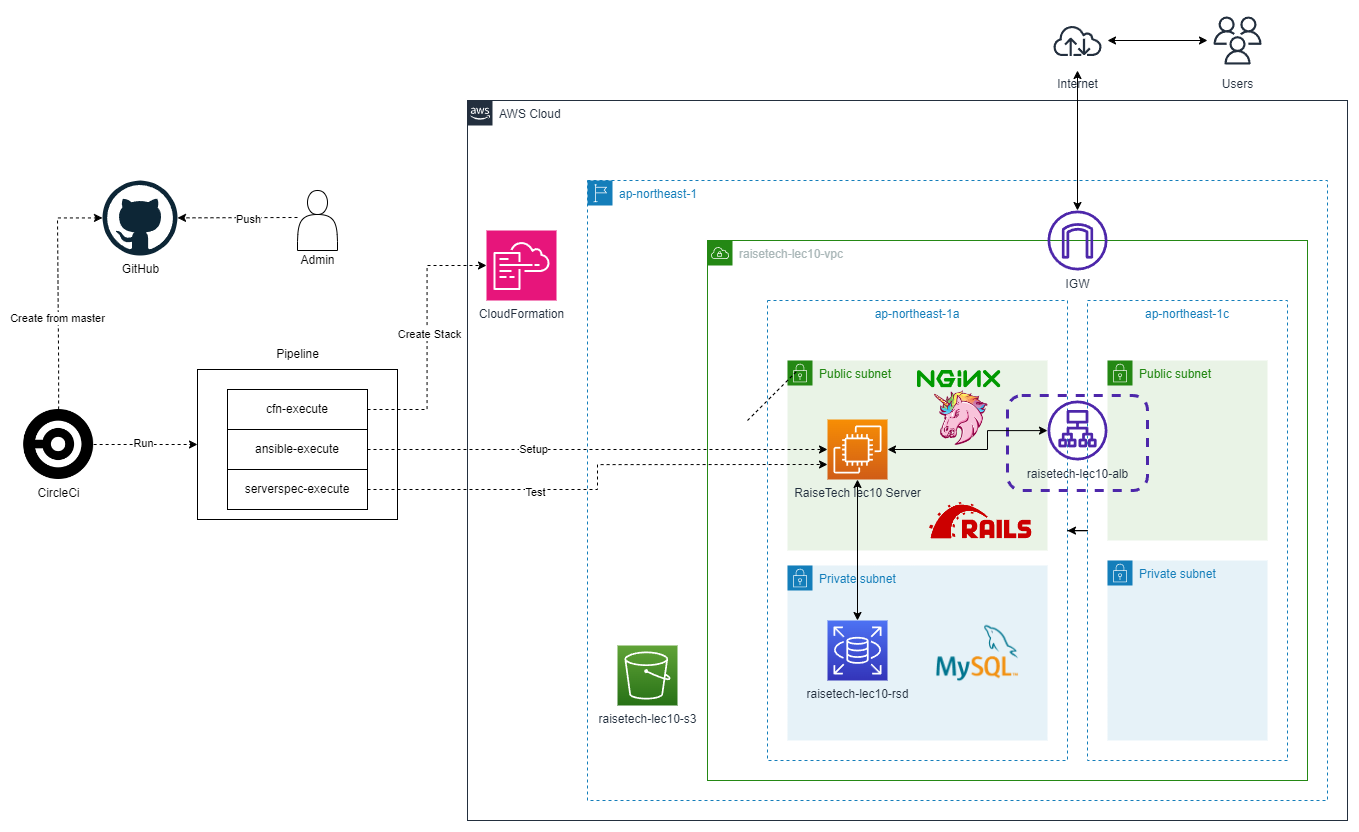 Internet
Users
aws
AWS Cloud
ap-northeast-1
Push
GitHub
Admin
raisetech-lec10-vpc
IGW
CloudFormation
Create from master
Create Stack
ap-northeast-1a
ap-northeast-1c
Pipeline
Public subnet
NGINX
Public subnet
cfn-execute
Run
ansible-execute
Setup
raisetech-lec10-alb
CircleCi
serverspec-execute
Test
RaiseTech lec10 Server
RAILS
Private subnet
Private subnet
MySQL
raisetech-lec10-rsd
raisetech-lec10-s3